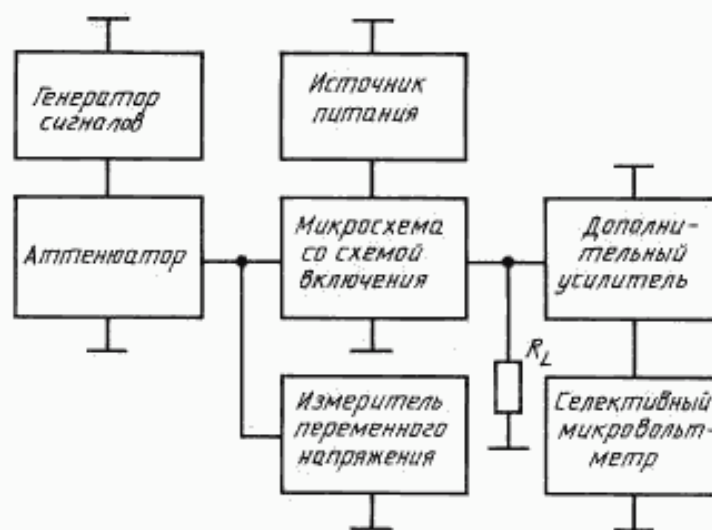 Генератор
сигналов
Источник
питания
Аттенюатор
Микросхема
со схемой
включения
Дополни-
тельный
усилитель
R_L
Измеритель
переменного
напряжения
Селективный
микровольт-
метр